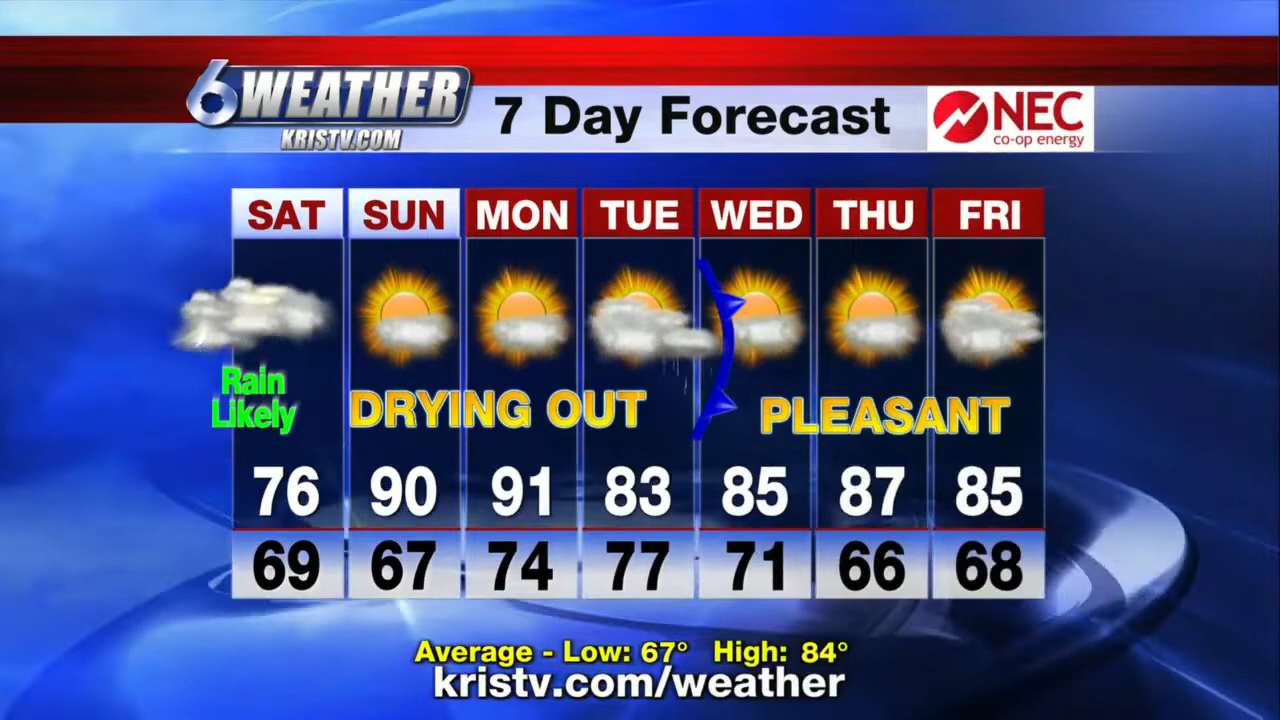 6 WEATHER
KRISTV.COM
7 Day Forecast
NEC
co-op energy
SAT SUN MON TUE WED THU FRI
Rain
Likely
DRYING OUT
PLEASANT
76 90 91 83 85 87 85
69 67 74 77 71 66 68
Average - Low: 67° High: 84°
kristv.com/weather